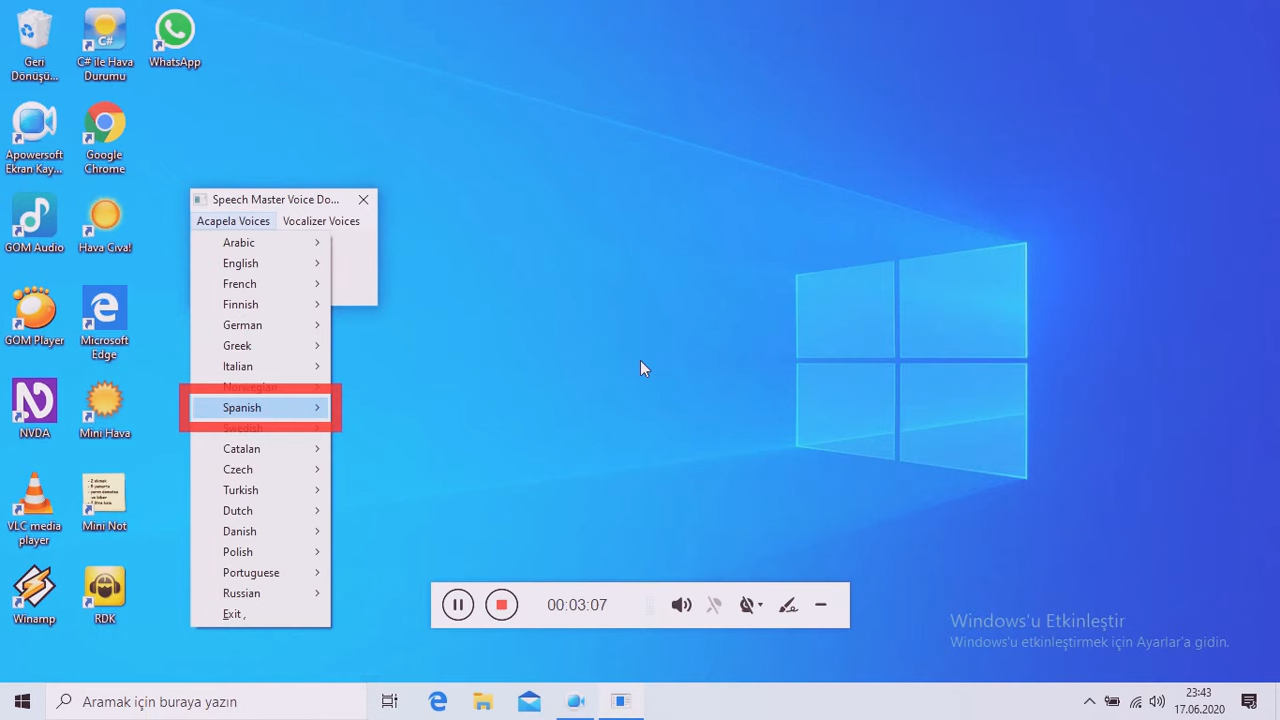 Geri
Dönüşü...
C# ile Hava
Durumu
WhatsApp
Apowersoft
Ekran Kay...
Google
Chrome
GOM Audio
Hava Civa!
GOM Player
Microsoft
Edge
NVDA
Mini Hava
VLC media
player
Mini Not
Winamp
RDK
Speech Master Voice Do...
Acapela Voices
Vocalizer Voices
Arabic
English
French
Finnish
German
Greek
Italian
Norwegian
Spanish
Swedish
Catalan
Czech
Turkish
Dutch
Danish
Polish
Portuguese
Russian
Exit ,
00:03:07
Windows'u Etkinleştir
Windows'u etkinleştirmek için Ayarlar'a gidin.
Aramak için buraya yazın
23:43
17.06.2020